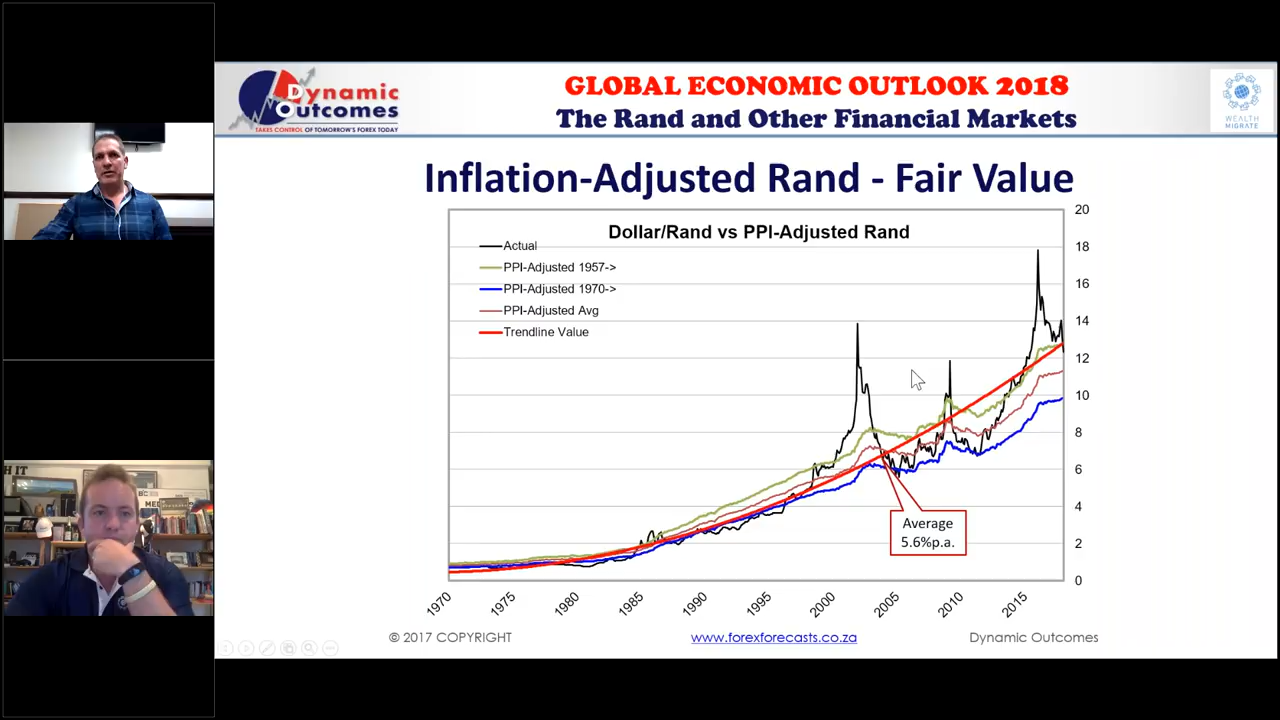 Dynamic
Outcomes
TAKES CONTROL OF TOMORROW'S FOREX TODAY
GLOBAL ECONOMIC OUTLOOK 2018
The Rand and Other Financial Markets
WEALTH
MIGRATE
Inflation-Adjusted Rand - Fair Value
Dollar/Rand vs PPI-Adjusted Rand
Actual
PPI-Adjusted 1957->
PPI-Adjusted 1970->
PPI-Adjusted Avg
Trendline Value
20
18
16
14
12
10
8
6
4
2
0
Average
5.6%p.a.
1970
1975
1980
1985
1990
1995
2000
2005
2010
2015
© 2017 COPYRIGHT
www.forexforecasts.co.za
Dynamic Outcomes